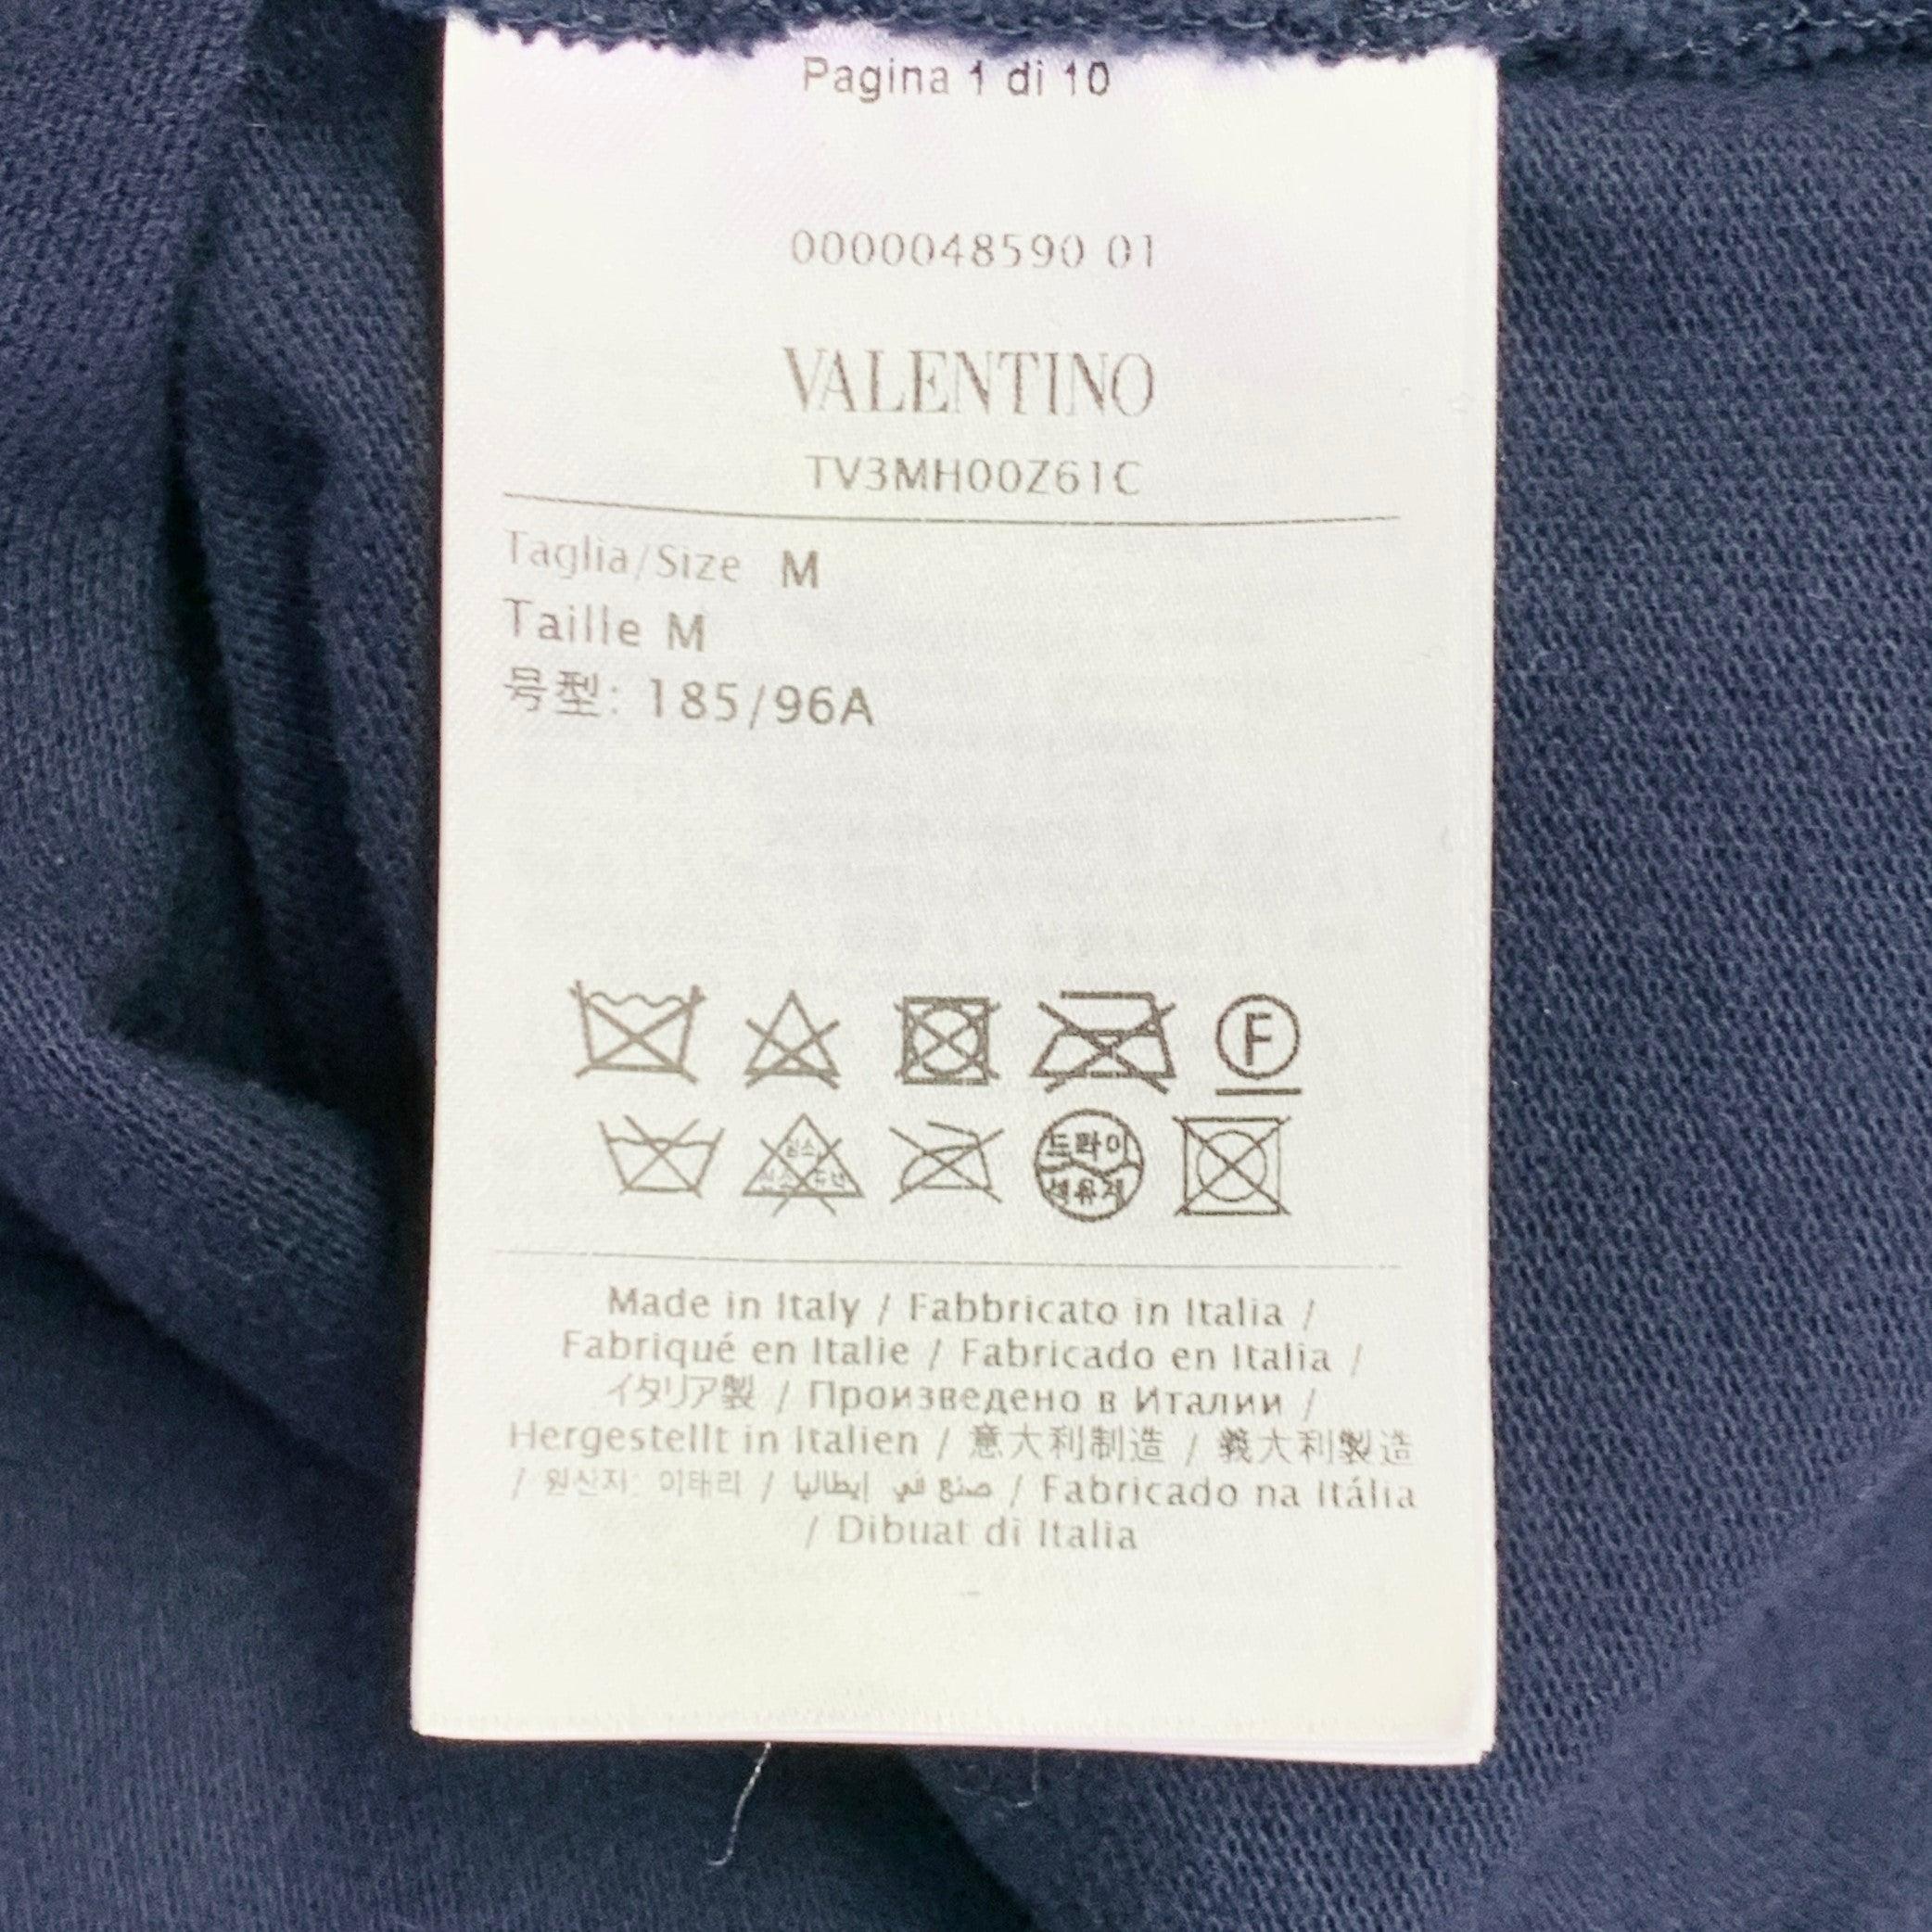 Pagina 1 di 10
0000048590 01
VALENTINO
TV3MH00Z61C
Taglia/Size M
Taille M
号型: 185/96A
F
드라이
Made in Italy / Fabbricato in Italia /
Fabriqué en Italie / Fabricado en Italia /
イタリア製 / Произведено в Италии /
Hergestellt in Italien / 意大利制造 / 義大利製造
/ 원산지: 이태리 / صنع في إيطاليا / Fabricado na Itália
/ Dibuat di Italia